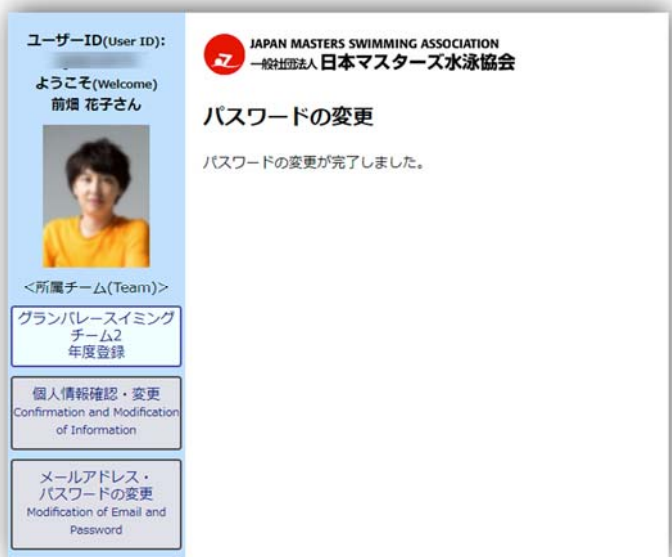 ユーザーID(User ID):
ようこそ(Welcome)
前畑 花子さん
<所属チーム(Team)>
グランバレースイミング
チーム2
年度登録
個人情報確認・変更
Confirmation and Modification
of Information
メールアドレス・
パスワードの変更
Modification of Email and
Password
JAPAN MASTERS SWIMMING ASSOCIATION
一般社団法人 日本マスターズ水泳協会
パスワードの変更
パスワードの変更が完了しました。